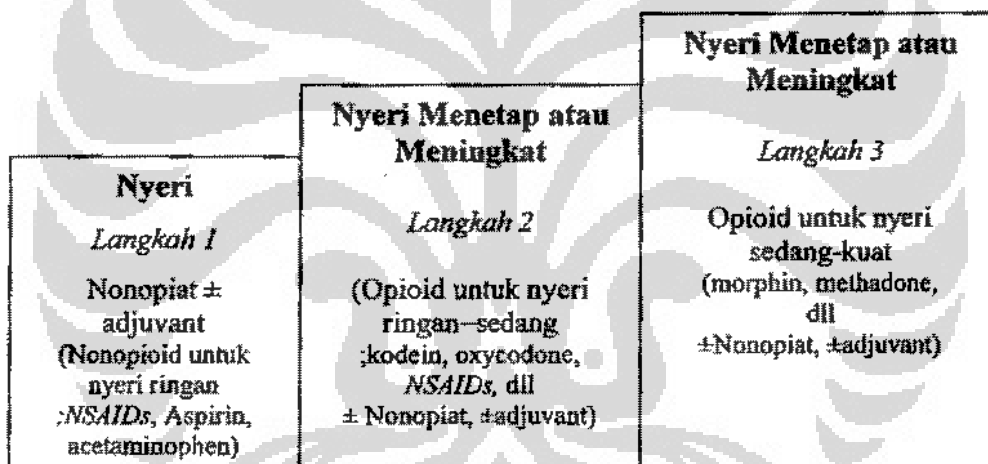 Nyeri
Langkah 1
Nonopiat ±
adjuvant
(Nonopioid untuk
nyeri ringan
;NSAIDs, Aspirin,
acetaminophen)
Nyeri Menetap atau
Meningkat
Langkah 2
(Opioid untuk nyeri
ringan–sedang
;kodein, oxycodone,
NSAIDs, dll
± Nonopiat, ±adjuvant)
Nyeri Menetap atau
Meningkat
Langkah 3
Opioid untuk nyeri
sedang-kuat
(morphin, methadone,
dll
±Nonopiat, ±adjuvant)